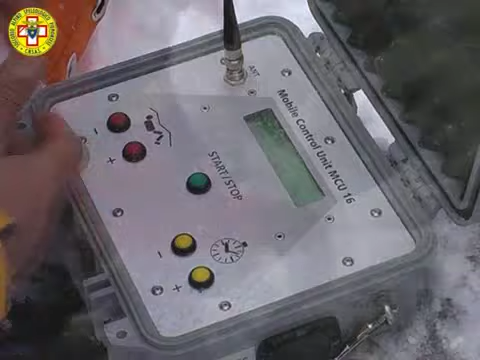 ANT
Mobile Control Unit MCU 16
START/STOP
-
+
-
+
C.N.S.A.S.